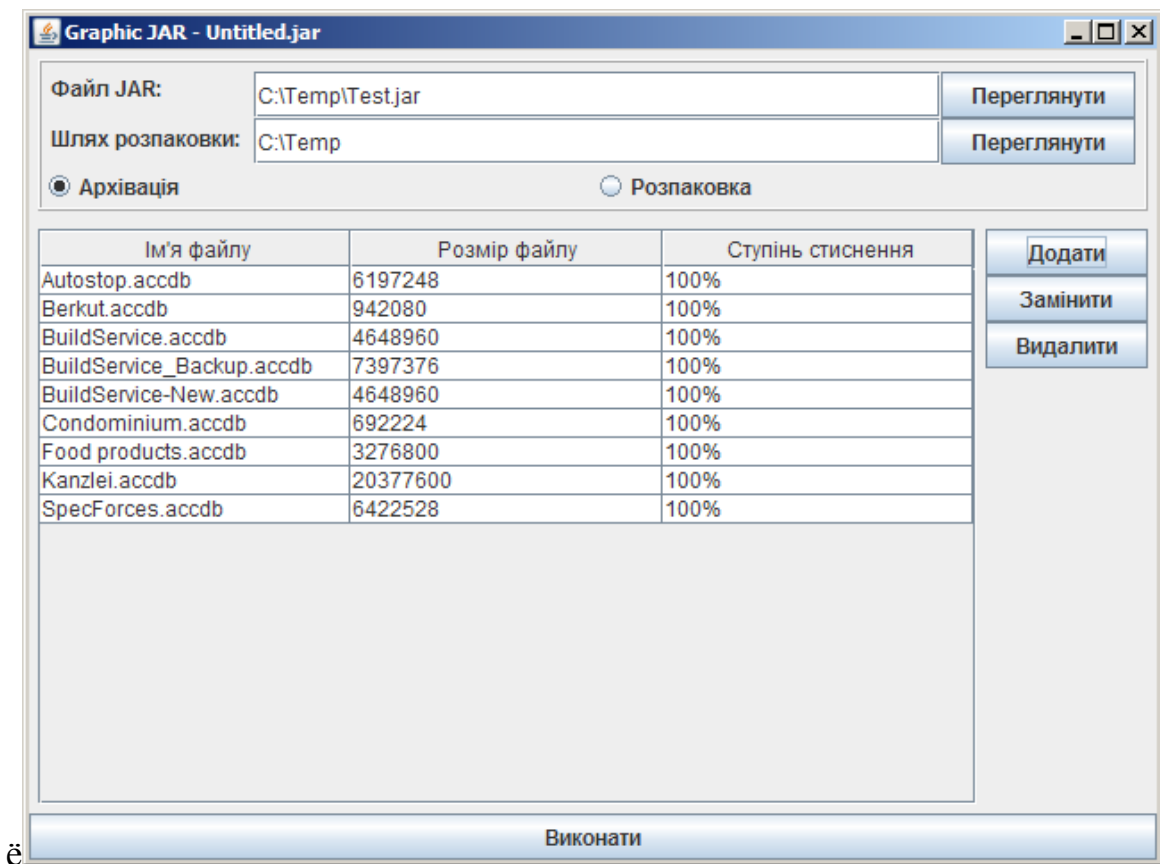 Graphic JAR - Untitled.jar
Файл JAR: C:\Temp\Test.jar Переглянути
Шлях розпаковки: C:\Temp Переглянути
Архівація Розпаковка
Ім'я файлу Розмір файлу Ступінь стиснення Додати
Autostop.accdb 6197248 100%
Berkut.accdb 942080 100% Замінити
BuildService.accdb 4648960 100% Видалити
BuildService_Backup.accdb 7397376 100%
BuildService-New.accdb 4648960 100%
Condominium.accdb 692224 100%
Food products.accdb 3276800 100%
Kanzlei.accdb 20377600 100%
SpecForces.accdb 6422528 100%
Виконати
ё